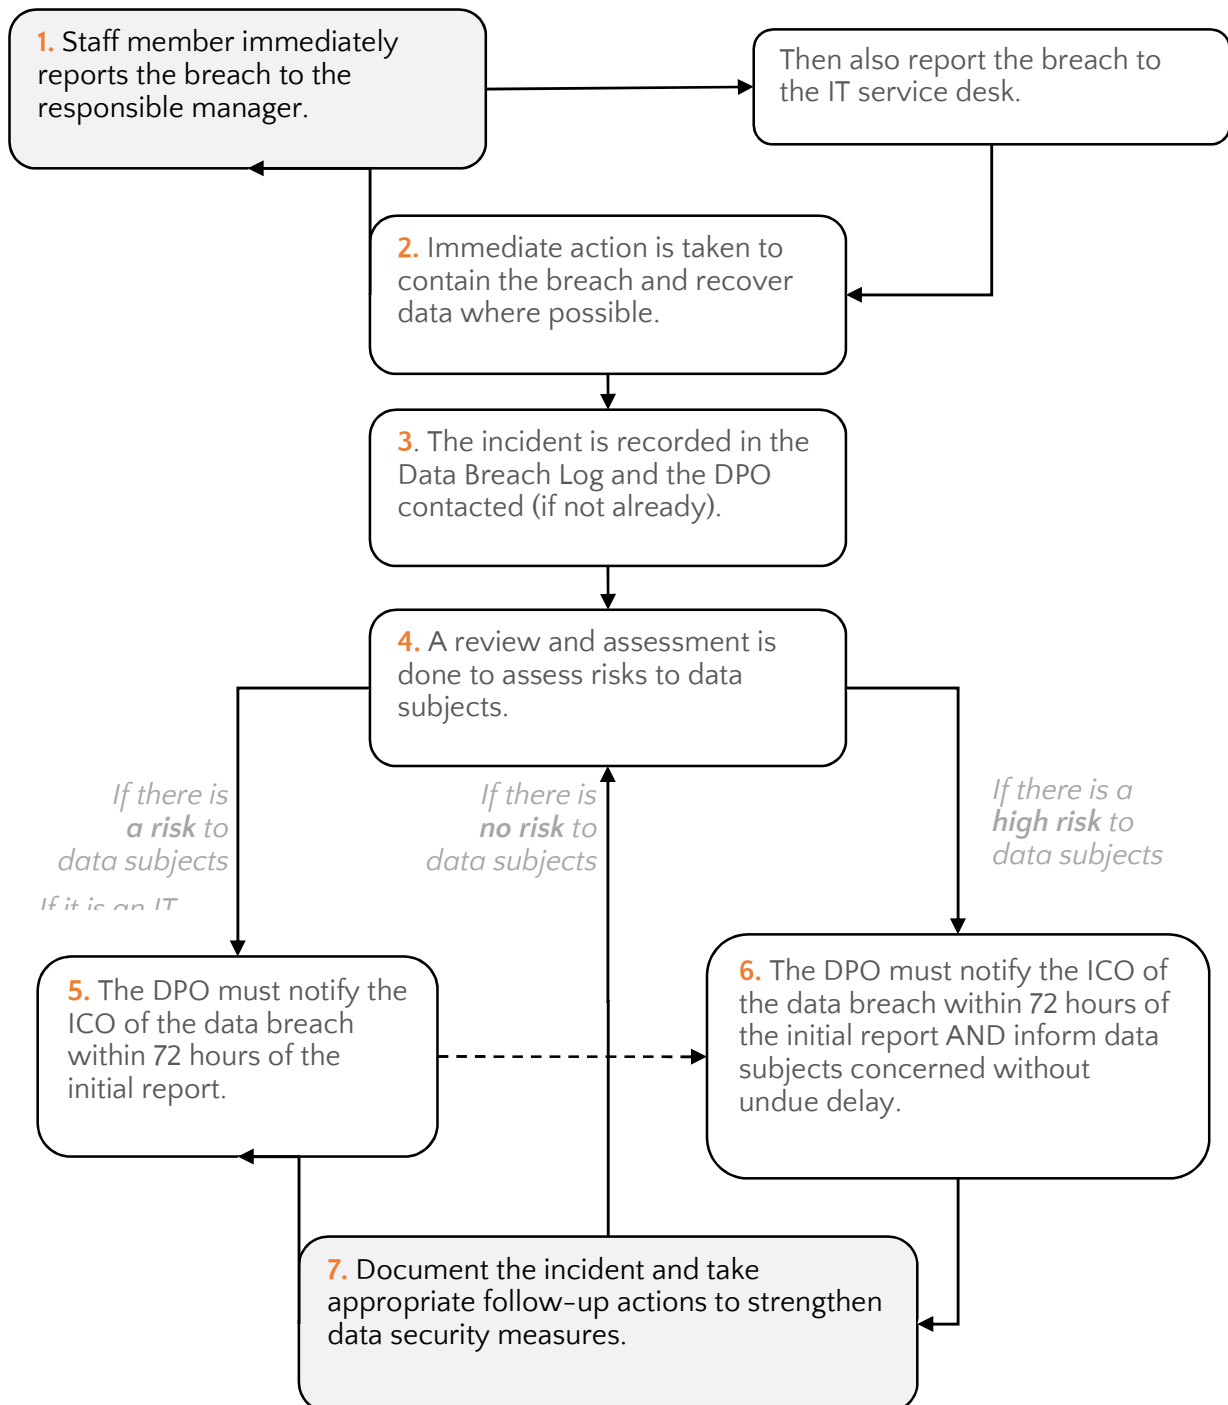 1. Staff member immediately
reports the breach to the
responsible manager.
Then also report the breach to
the IT service desk.
2. Immediate action is taken to
contain the breach and recover
data where possible.
3. The incident is recorded in the
Data Breach Log and the DPO
contacted (if not already).
4. A review and assessment is
done to assess risks to data
subjects.
If there is
a risk to
data subjects
If it is an IT
If there is
no risk to
data subjects
If there is a
high risk to
data subjects
5. The DPO must notify the
ICO of the data breach
within 72 hours of the
initial report.
6. The DPO must notify the ICO of
the data breach within 72 hours of
the initial report AND inform data
subjects concerned without
undue delay.
7. Document the incident and take
appropriate follow-up actions to strengthen
data security measures.